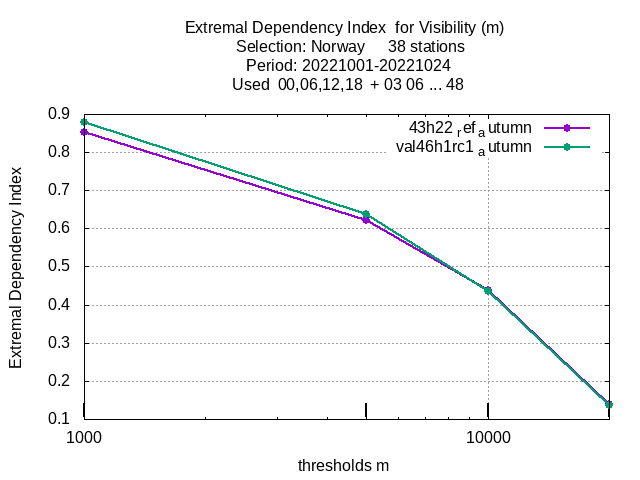 Extremal Dependency Index for Visibility (m)
Selection: Norway 38 stations
Period: 20221001-20221024
Used 00,06,12,18 + 03 06 ... 48
43h22 ref a utumn
val46h1rc1 a utumn
Extremal Dependency Index
0.9
0.8
0.7
0.6
0.5
0.4
0.3
0.2
0.1
1000 10000
thresholds m